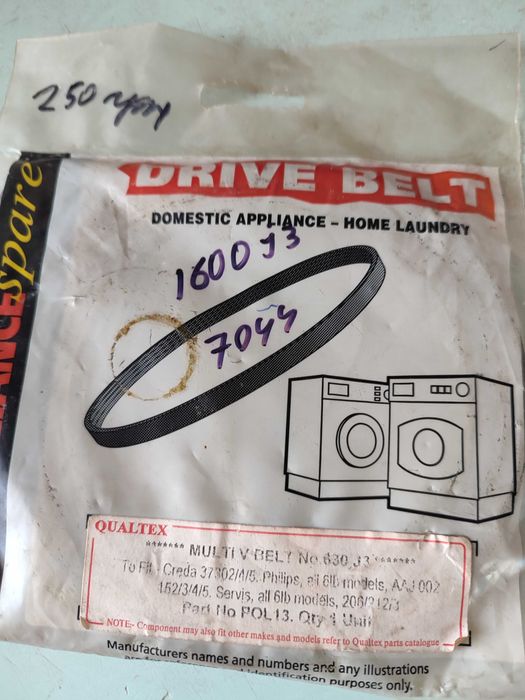 250 грн
DRIVE BELT
DOMESTIC APPLIANCE – HOME LAUNDRY
spare
1600 J3
7044
QUALTEX
******* MULTI V BELT No.630 J3 *******
To Fit - Creda 37302/4/5. Philips, all 6lb models, AAJ 002
152/3/4/5. Servis, all 6lb models, 206/212/3
Part No POL13. Qty 1 Unit
NOTE- Component may also fit other makes and models refer to Qualtex parts catalogue
Manufacturers names and numbers and any illustrations
identification purposes only.